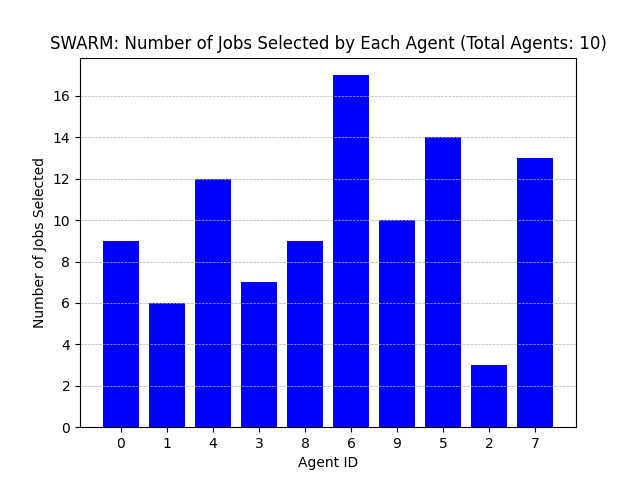 SWARM: Number of Jobs Selected by Each Agent (Total Agents: 10)
16
14
12
10
8
6
4
2
0
Number of Jobs Selected
0 1 4 3 8 6 9 5 2 7
Agent ID